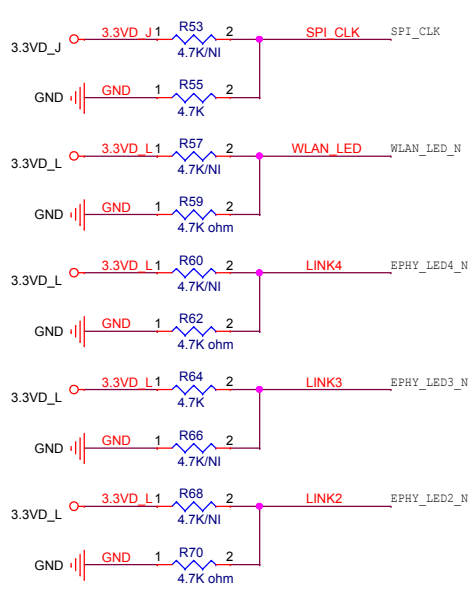 3.3VD_J 3.3VD_J 1 R53 2 SPI_CLK SPI_CLK
4.7K/NI
GND GND 1 R55 2
4.7K
3.3VD_L 3.3VD_L 1 R57 2 WLAN_LED WLAN_LED_N
4.7K/NI
GND GND 1 R59 2
4.7K ohm
3.3VD_L 3.3VD_L 1 R60 2 LINK4 EPHY_LED4_N
4.7K/NI
GND GND 1 R62 2
4.7K ohm
3.3VD_L 3.3VD_L 1 R64 2 LINK3 EPHY_LED3_N
4.7K
GND GND 1 R66 2
4.7K/NI
3.3VD_L 3.3VD_L 1 R68 2 LINK2 EPHY_LED2_N
4.7K/NI
GND GND 1 R70 2
4.7K ohm